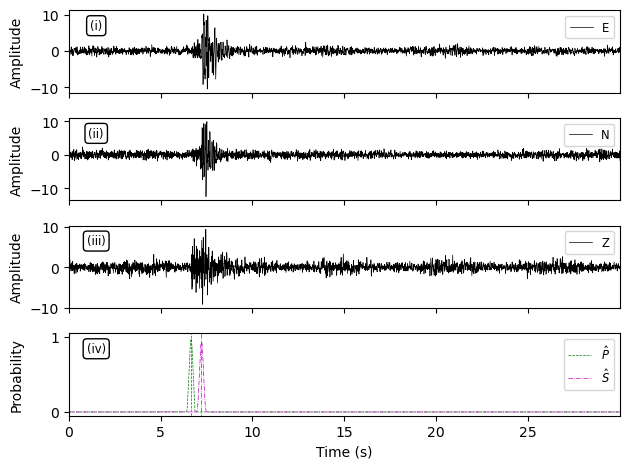 10
(i)
E
Amplitude
0
−10
10
(ii)
N
Amplitude
0
−10
10
(iii)
Z
Amplitude
0
−10
1
(iv)
P̂
Ŝ
Probability
0
0 5 10 15 20 25
Time (s)